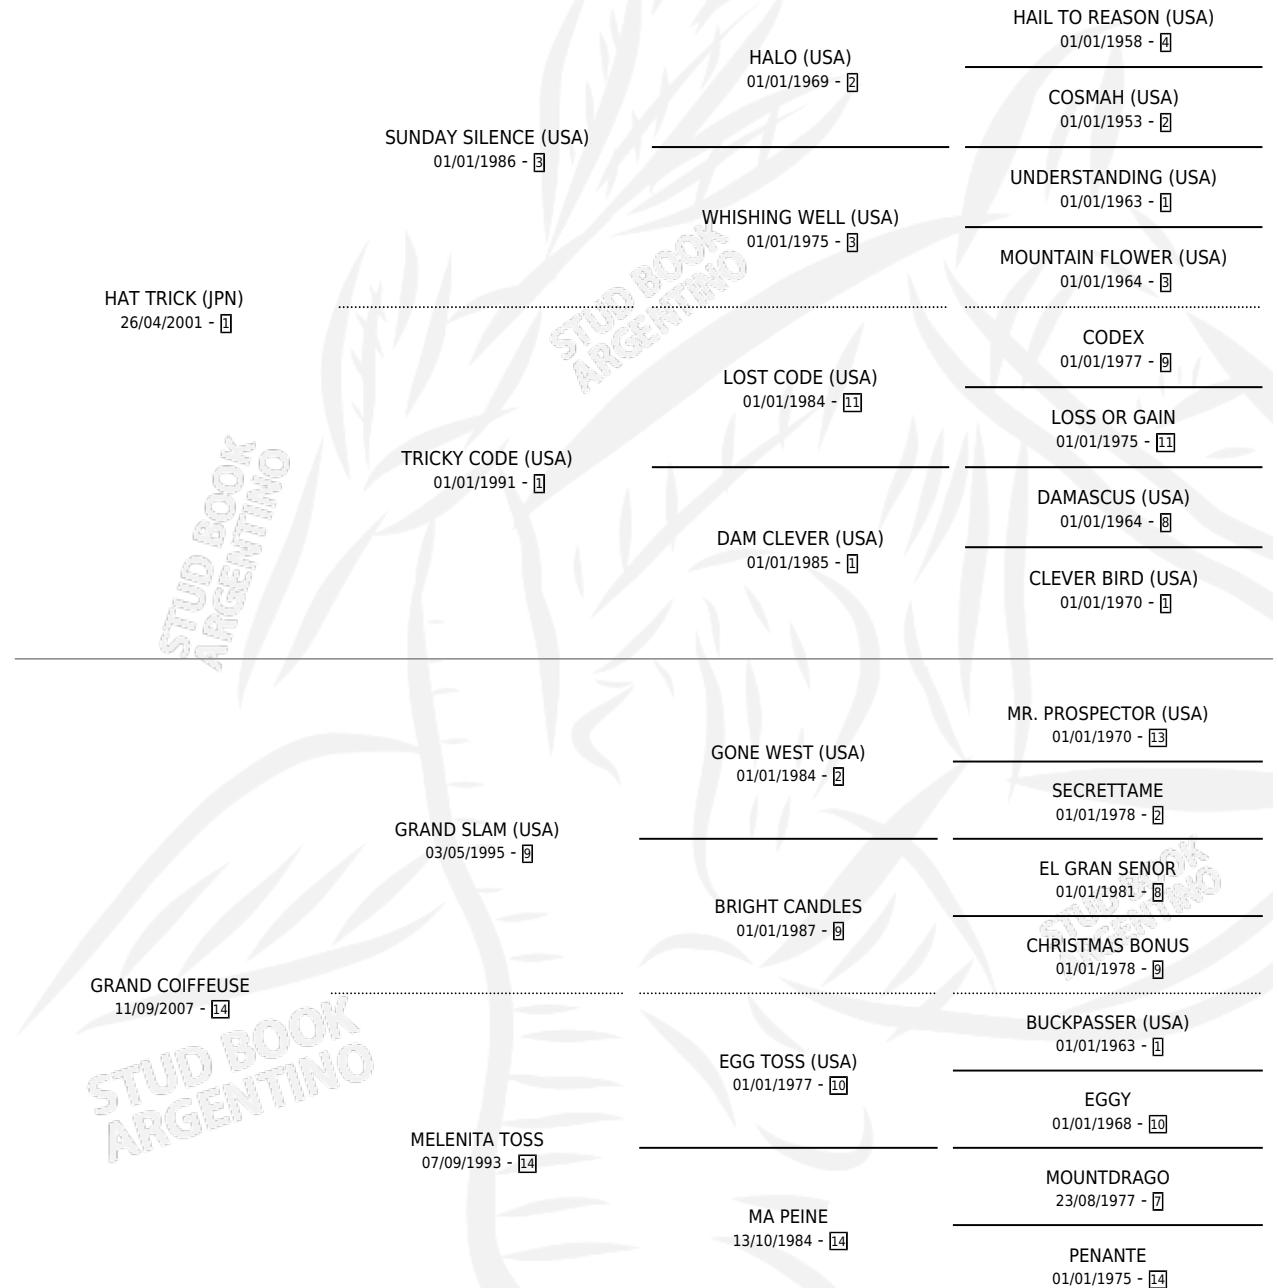 HAIL TO REASON (USA)
01/01/1958 - 4
HALO (USA)
01/01/1969 - 2
COSMAH (USA)
01/01/1953 - 2
SUNDAY SILENCE (USA)
01/01/1986 - 3
UNDERSTANDING (USA)
01/01/1963 - 1
WHISHING WELL (USA)
01/01/1975 - 3
MOUNTAIN FLOWER (USA)
01/01/1964 - 3
HAT TRICK (JPN)
26/04/2001 - 1
CODEX
01/01/1977 - 9
LOST CODE (USA)
01/01/1984 - 11
LOSS OR GAIN
01/01/1975 - 11
TRICKY CODE (USA)
01/01/1991 - 1
DAMASCUS (USA)
01/01/1964 - 8
DAM CLEVER (USA)
01/01/1985 - 1
CLEVER BIRD (USA)
01/01/1970 - 1
MR. PROSPECTOR (USA)
01/01/1970 - 13
GONE WEST (USA)
01/01/1984 - 2
SECRETTAME
01/01/1978 - 2
GRAND SLAM (USA)
03/05/1995 - 9
EL GRAN SENOR
01/01/1981 - 8
BRIGHT CANDLES
01/01/1987 - 9
CHRISTMAS BONUS
01/01/1978 - 9
GRAND COIFFEUSE
11/09/2007 - 14
BUCKPASSER (USA)
01/01/1963 - 1
EGG TOSS (USA)
01/01/1977 - 10
EGGY
01/01/1968 - 10
MELENITA TOSS
07/09/1993 - 14
MOUNTDRAGO
23/08/1977 - 7
MA PEINE
13/10/1984 - 14
PENANTE
01/01/1975 - 14
STUD BOOK
ARGENTINO
STUD BOOK
ARGENTINO
STUD BOOK
ARGENTINO
STUD BOOK
ARGENTINO